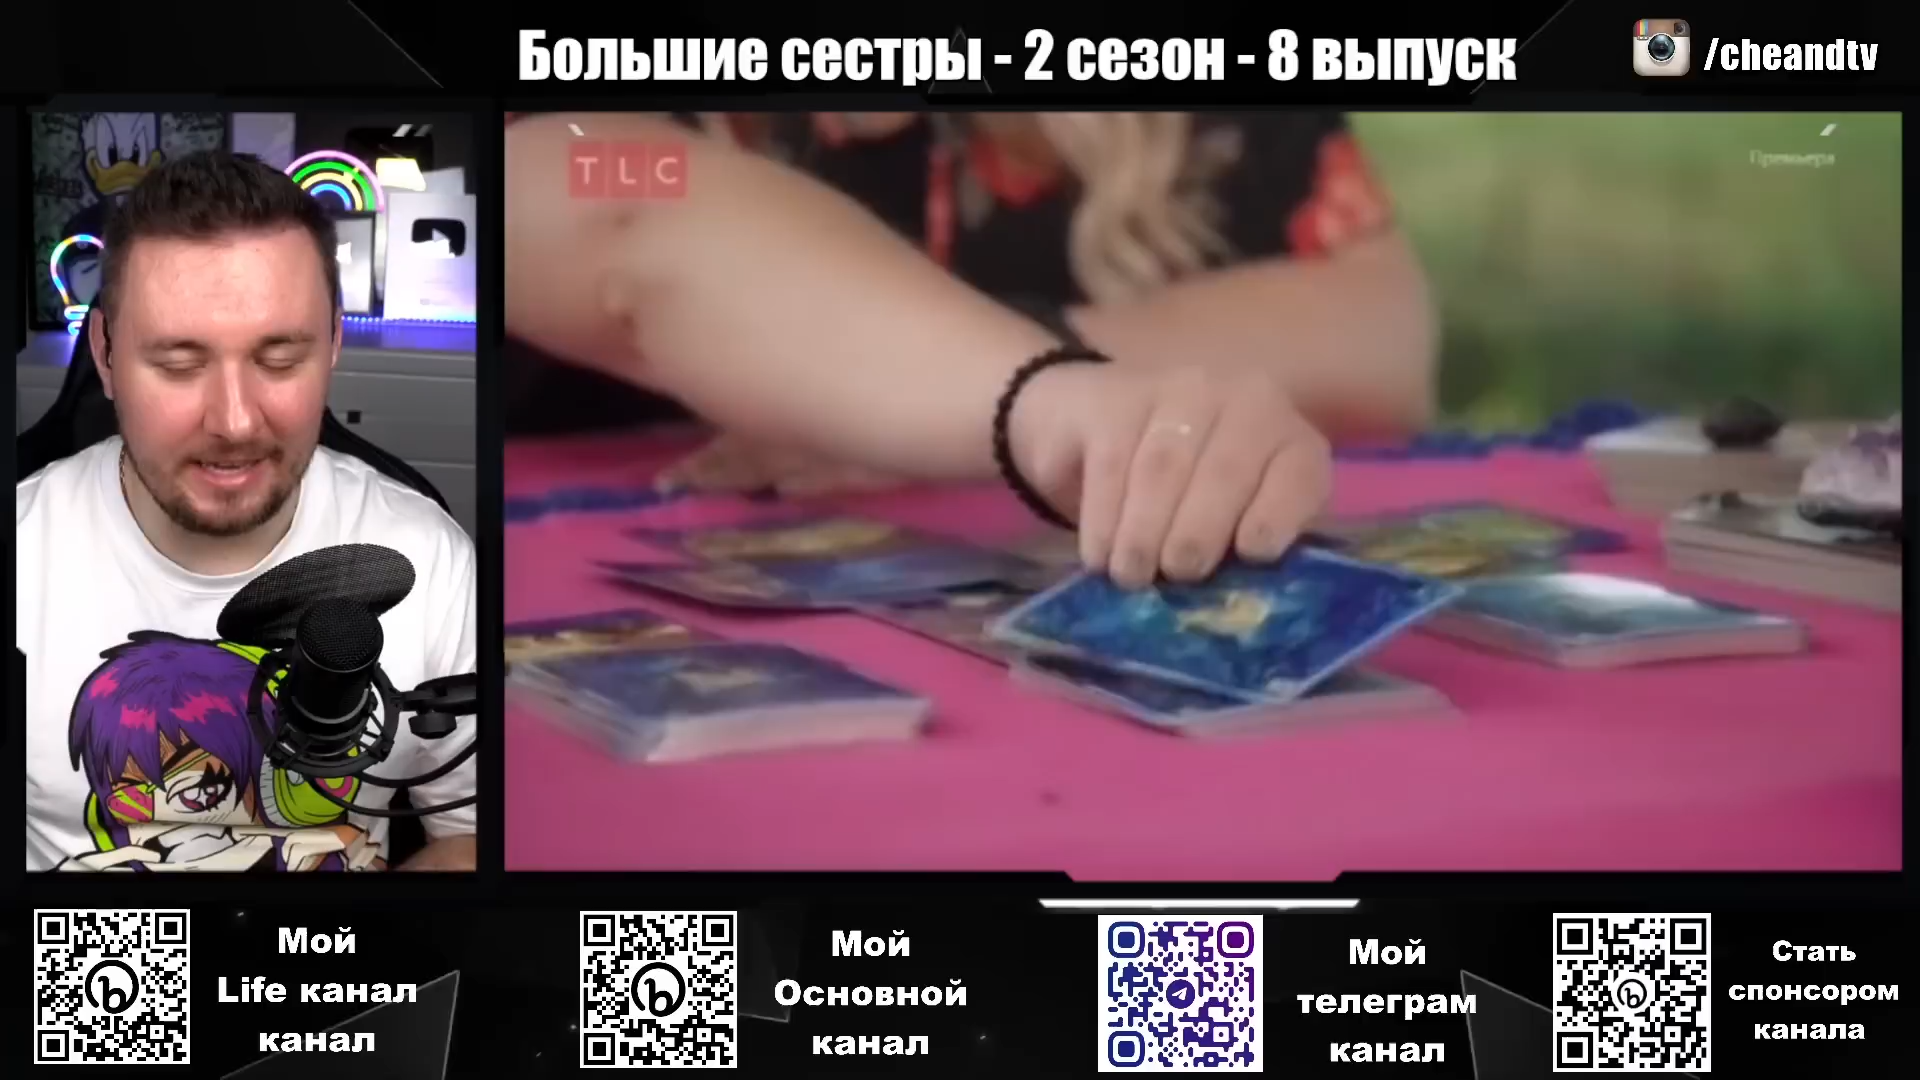 Большие сестры - 2 сезон - 8 выпуск
/cheandtv
TLC
Премьера
Мой
Life канал
канал
Мой
Основной
канал
Мой
телеграм
канал
Стать
спонсором
канала